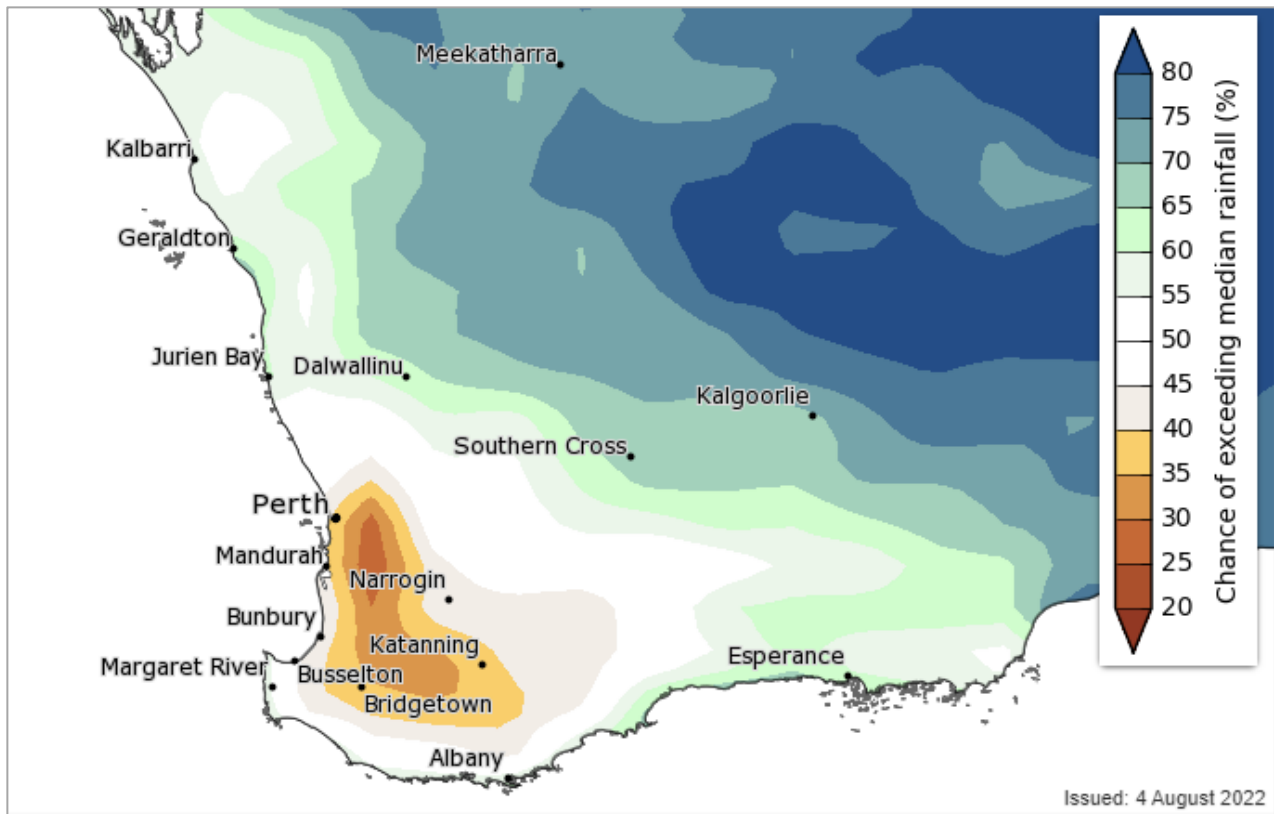 Meekatharra
Kalbarri
Geraldton
Jurien Bay
Dalwallinu
Kalgoorlie
Southern Cross
Perth
Mandurah
Narrogin
Bunbury
Katanning
Margaret River
Busselton
Esperance
Bridgetown
Albany
80
75
70
65
60
55
50
45
40
35
30
25
20
Chance of exceeding median rainfall (%)
Issued: 4 August 2022